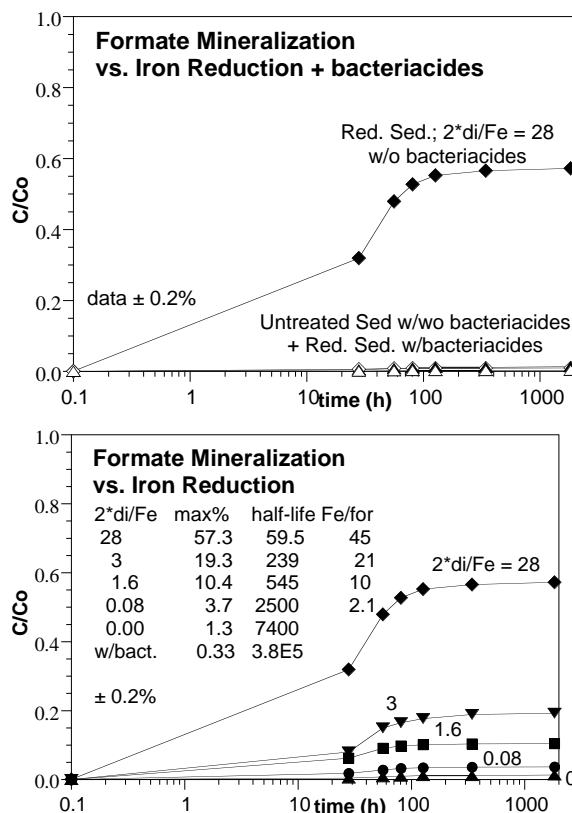 Formate Mineralization
vs. Iron Reduction + bacteriacides
Red. Sed.; 2*di/Fe = 28
w/o bacteriacides
data ± 0.2%
Untreated Sed w/wo bacteriacides
+ Red. Sed. w/bacteriacides
C/Co
1.0
0.8
0.6
0.4
0.2
0.0
0.1 1 10 100 1000
time (h)
Formate Mineralization
vs. Iron Reduction
2*di/Fe max% half-life Fe/for
28 57.3 59.5 45
3 19.3 239 21
1.6 10.4 545 10
0.08 3.7 2500 2.1
0.00 1.3 7400
w/bact. 0.33 3.8E5
± 0.2%
2*di/Fe = 28
3
1.6
0.08
0
C/Co
1.0
0.8
0.6
0.4
0.2
0.0
0.1 1 10 100 1000
time (h)